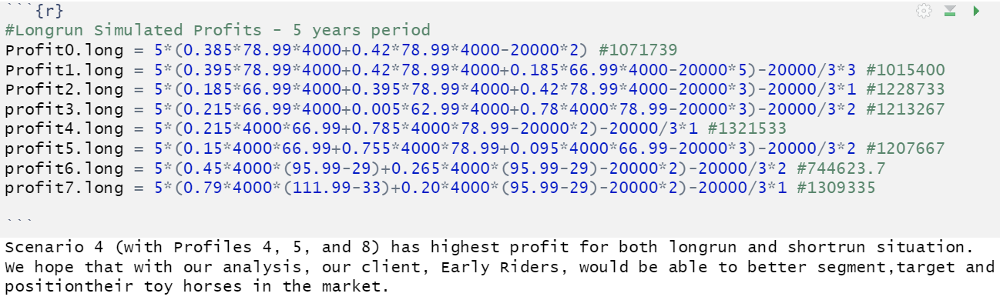 ```{r}
#Longrun Simulated Profits - 5 years period
Profit0.long = 5*(0.385*78.99*4000+0.42*78.99*4000-20000*2) #1071739
Profit1.long = 5*(0.395*78.99*4000+0.42*78.99*4000+0.185*66.99*4000-20000*5)-20000/3*3 #1015400
Profit2.long = 5*(0.185*66.99*4000+0.395*78.99*4000+0.42*78.99*4000-20000*3)-20000/3*1 #1228733
profit3.long = 5*(0.215*66.99*4000+0.005*62.99*4000+0.78*4000*78.99-20000*3)-20000/3*2 #1213267
profit4.long = 5*(0.215*4000*66.99+0.785*4000*78.99-20000*2)-20000/3*1 #1321533
profit5.long = 5*(0.15*4000*66.99+0.755*4000*78.99+0.095*4000*66.99-20000*3)-20000/3*2 #1207667
profit6.long = 5*(0.45*4000*(95.99-29)+0.265*4000*(95.99-29)-20000*2)-20000/3*2 #744623.7
profit7.long = 5*(0.79*4000*(111.99-33)+0.20*4000*(95.99-29)-20000*2)-20000/3*1 #1309335
```
Scenario 4 (with Profiles 4, 5, and 8) has highest profit for both longrun and shortrun situation.
We hope that with our analysis, our client, Early Riders, would be able to better segment,target and
positiontheir toy horses in the market.